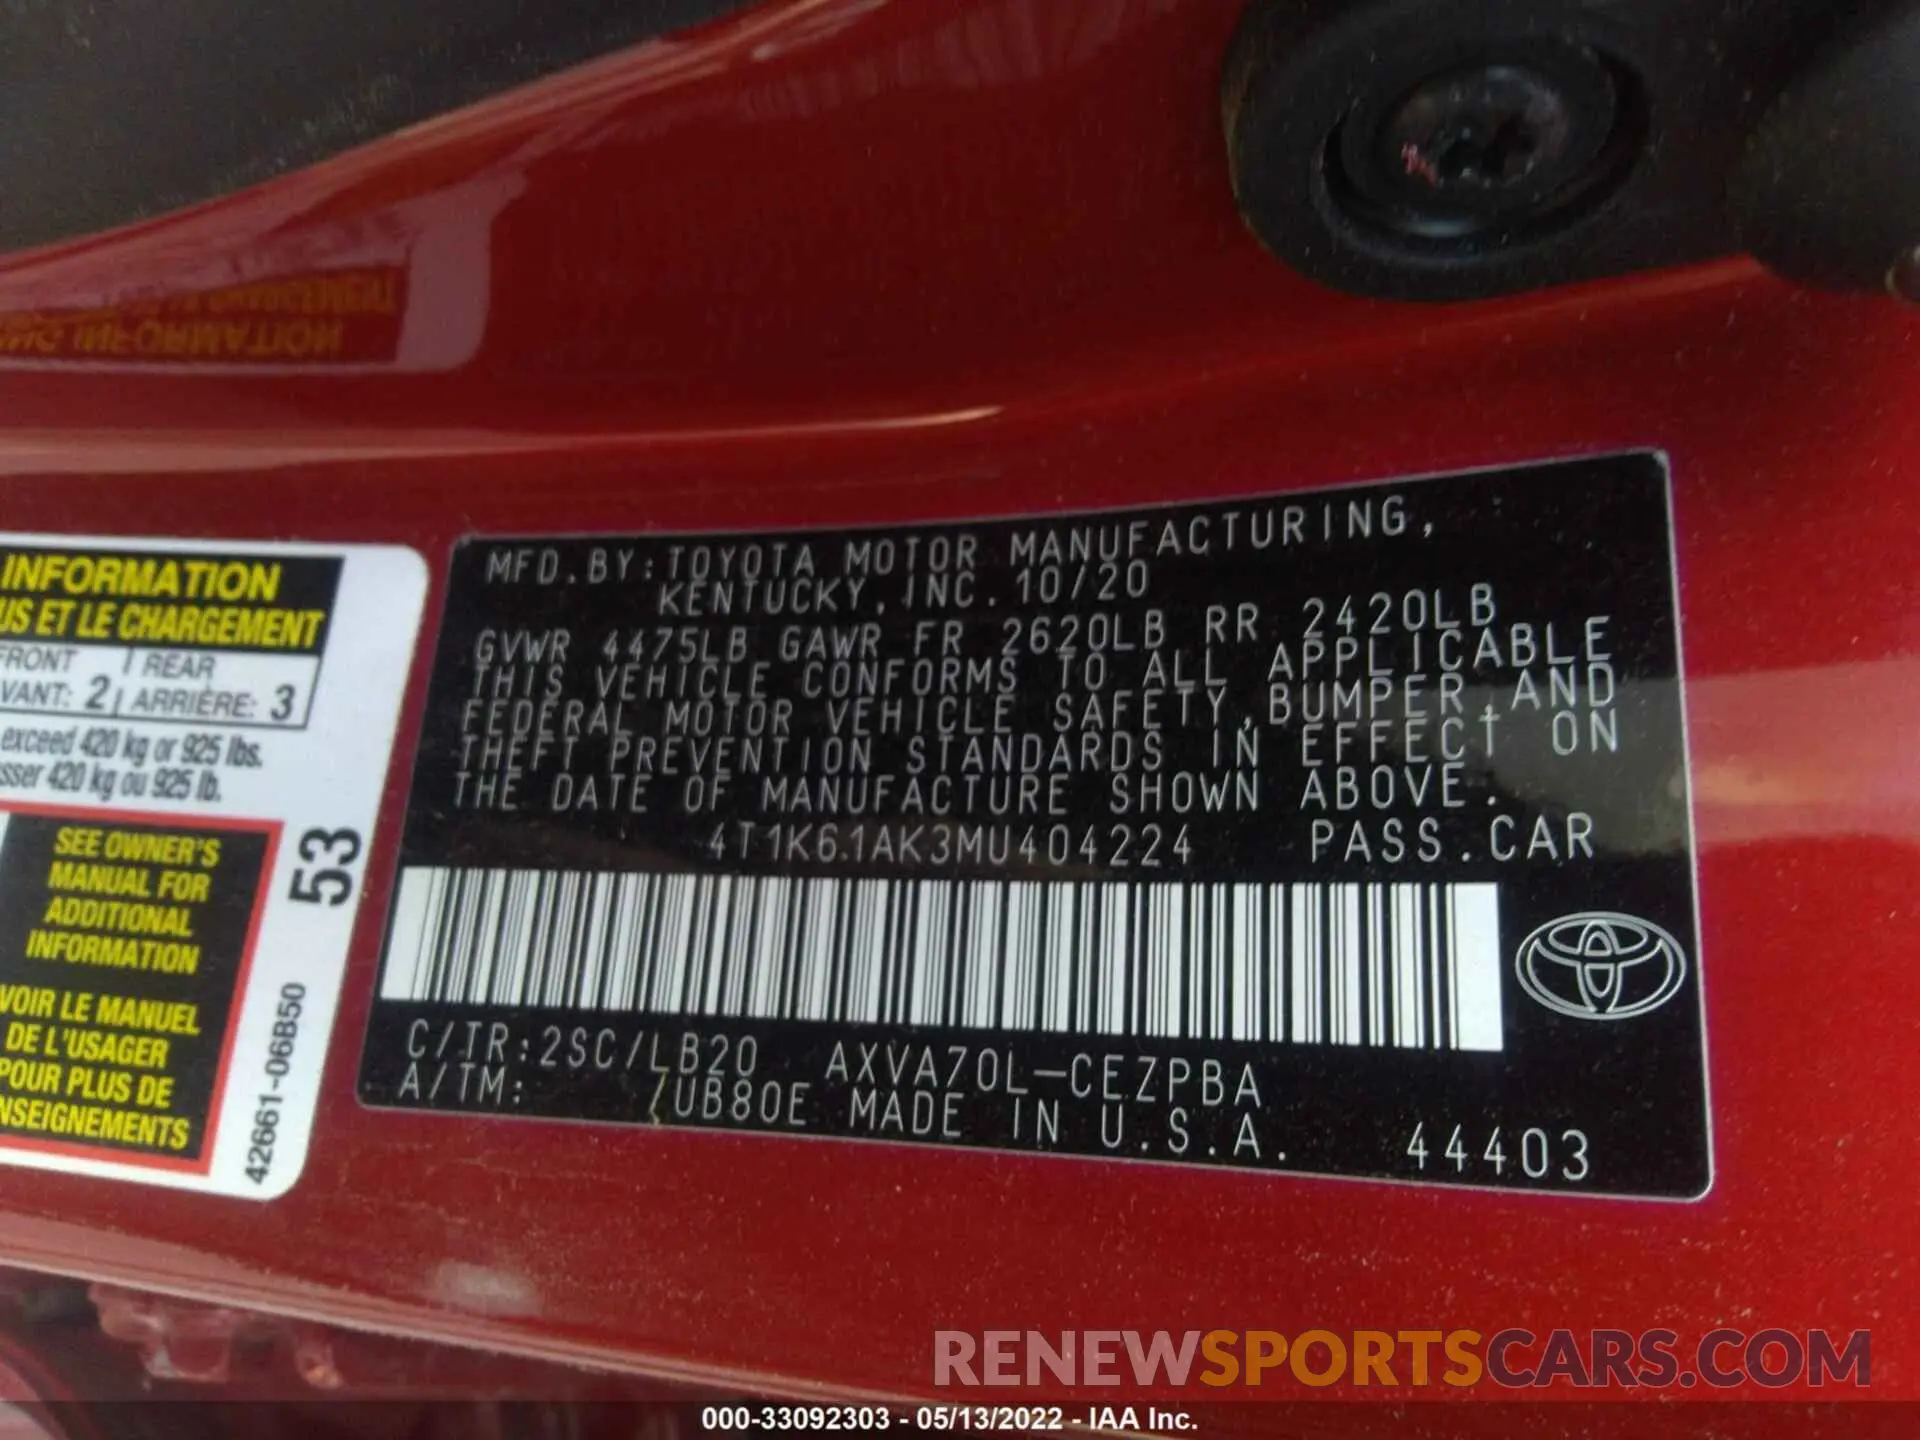 INFORMATION
US ET LE CHARGEMENT
FRONT | REAR
VANT: 2 | ARRIÈRE: 3
exceed 420 kg or 925 lbs.
sser 420 kg ou 925 lb.
SEE OWNER'S
MANUAL FOR
ADDITIONAL
INFORMATION
VOIR LE MANUEL
DE L'USAGER
POUR PLUS DE
NSEIGNEMENTS
53
42661-06B50
MFD.BY:TOYOTA MOTOR MANUFACTURING,
KENTUCKY, INC. 10/20
GVWR 4475LB GAWR FR 2620LB RR 2420LB
THIS VEHICLE CONFORMS TO ALL APPLICABLE
FEDERAL MOTOR VEHICLE SAFETY,BUMPER,AND
THEFT PREVENTION STANDARDS IN EFFECT ON
THE DATE OF MANUFACTURE SHOWN ABOVE.
4T1K61AK3MU404224 PASS.CAR
C/TR:2SC/LB20 AXVA70L-CEZPBA
A/TM: /UB80E MADE IN U.S.A. 44403
RENEWSPORTSCARS.COM
000-33092303 - 05/13/2022 - IAA Inc.